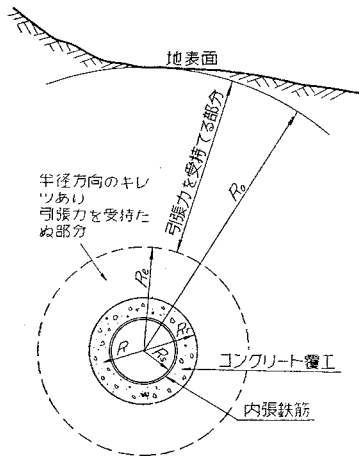 地表面
引張力を受持てる部分
R₀
半径方向のキレ
ツあり
引張力を受持た
ぬ部分
Re
R
Rs
Rc
コンクリート覆工
内張鉄筋